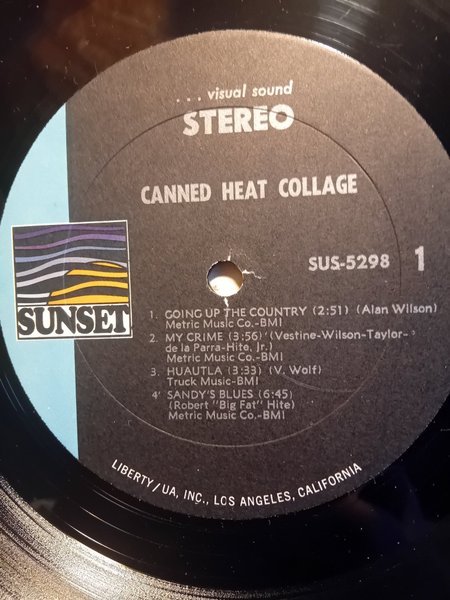 ... visual sound
STEREO
CANNED HEAT COLLAGE
SUS-5298 1
SUNSET
1. GOING UP THE COUNTRY (2:51) (Alan Wilson)
Metric Music Co.-BMI
2. MY CRIME (3:56) (Vestine-Wilson-Taylor-
de la Parra-Hite, Jr.)
Metric Music Co.-BMI
3. HUAUTLA (3:33) (V. Wolf)
Truck Music-BMI
4. SANDY'S BLUES (6:45)
(Robert "Big Fat" Hite)
Metric Music Co.-BMI
LIBERTY/UA, INC., LOS ANGELES, CALIFORNIA